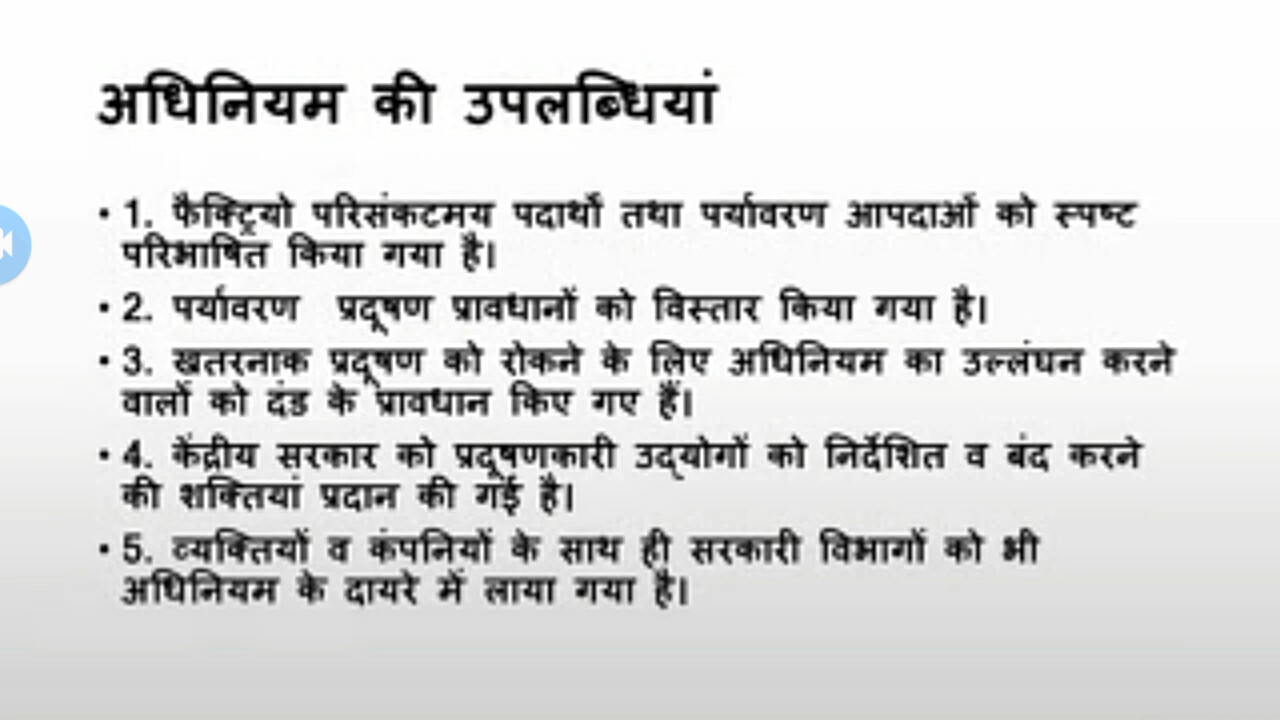 अधिनियम की उपलब्धियां
• 1. फैक्ट्रियो परिसंकटमय पदार्थो तथा पर्यावरण आपदाओं को स्पष्ट
परिभाषित किया गया है।
• 2. पर्यावरण प्रदूषण प्रावधानों को विस्तार किया गया है।
• 3. खतरनाक प्रदूषण को रोकने के लिए अधिनियम का उल्लंघन करने
वालों को दंड के प्रावधान किए गए हैं।
• 4. केंद्रीय सरकार को प्रदूषणकारी उद्योगों को निर्देशित व बंद करने
की शक्तियां प्रदान की गई है।
• 5. व्यक्तियों व कंपनियों के साथ ही सरकारी विभागों को भी
अधिनियम के दायरे में लाया गया है।